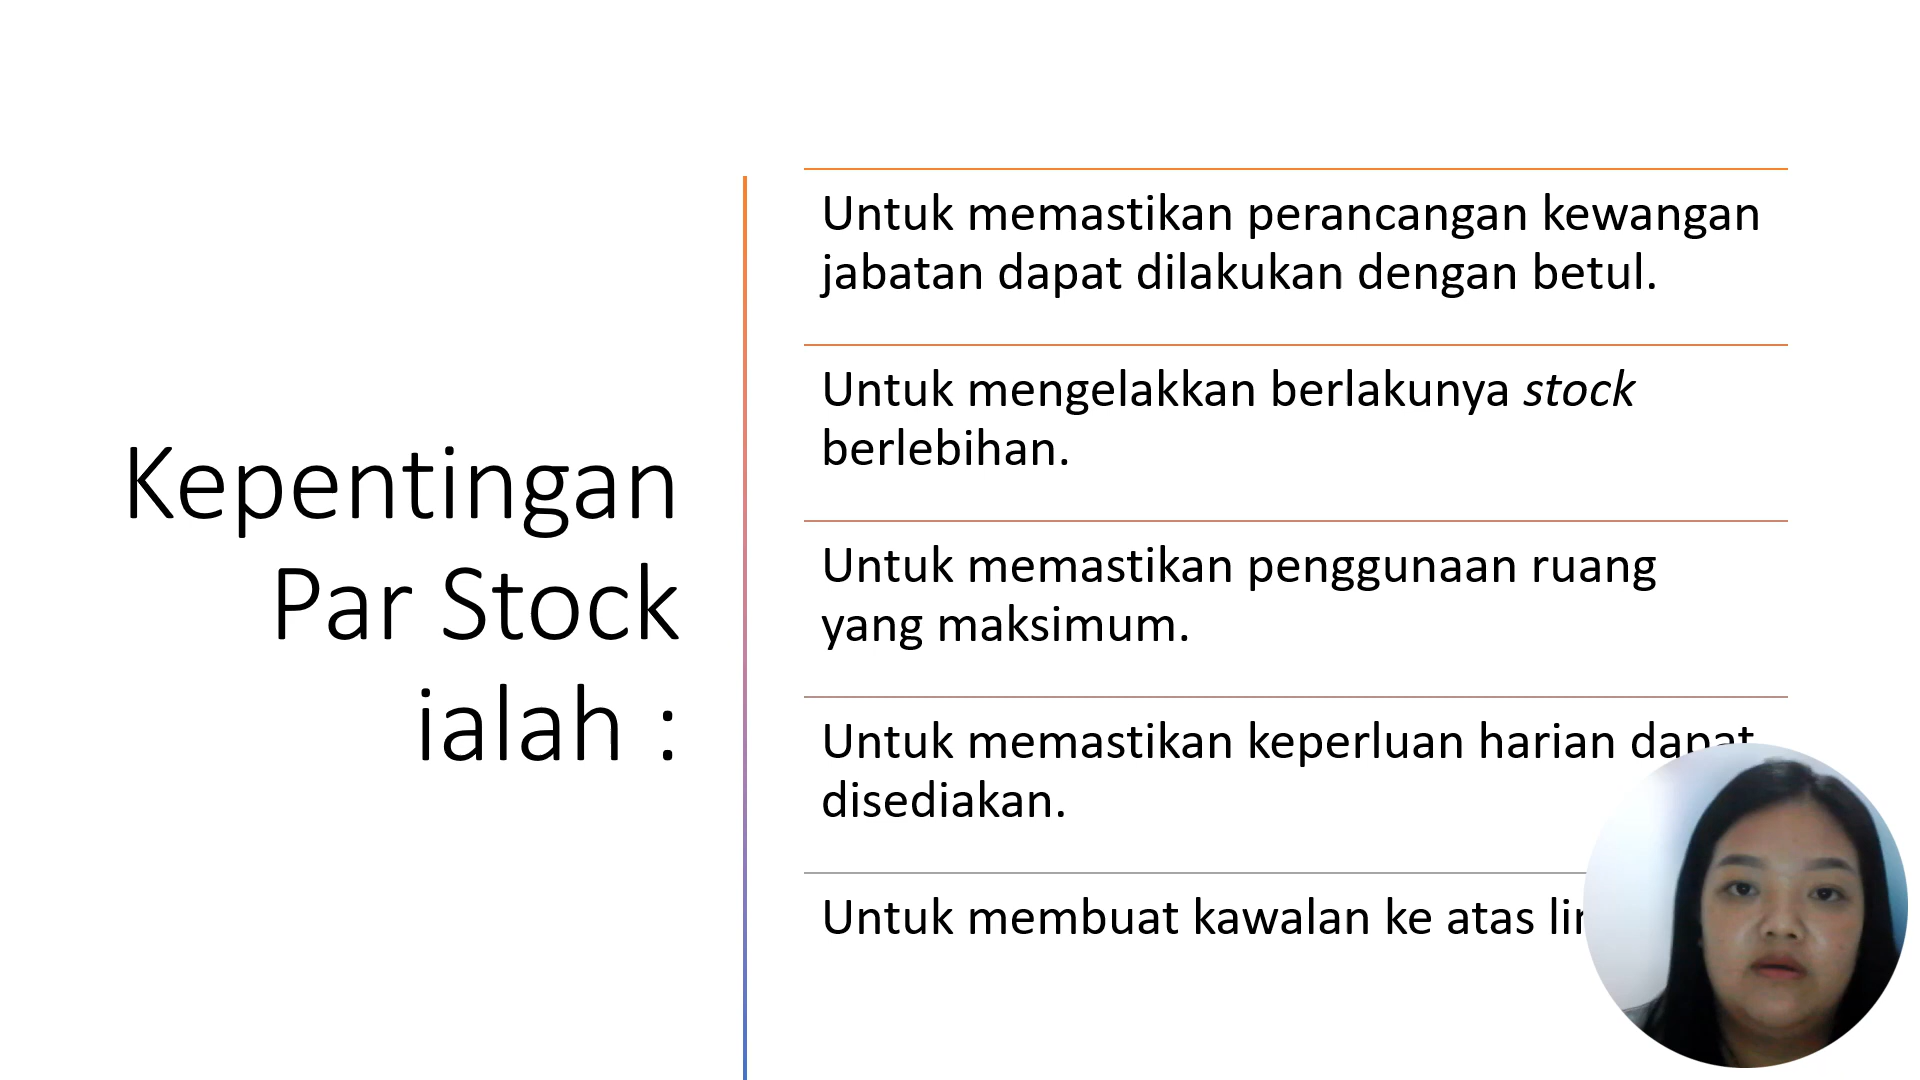 Kepentingan
Par Stock
ialah :
Untuk memastikan perancangan kewangan
jabatan dapat dilakukan dengan betul.
Untuk mengelakkan berlakunya stock
berlebihan.
Untuk memastikan penggunaan ruang
yang maksimum.
Untuk memastikan keperluan harian dapat
disediakan.
Untuk membuat kawalan ke atas